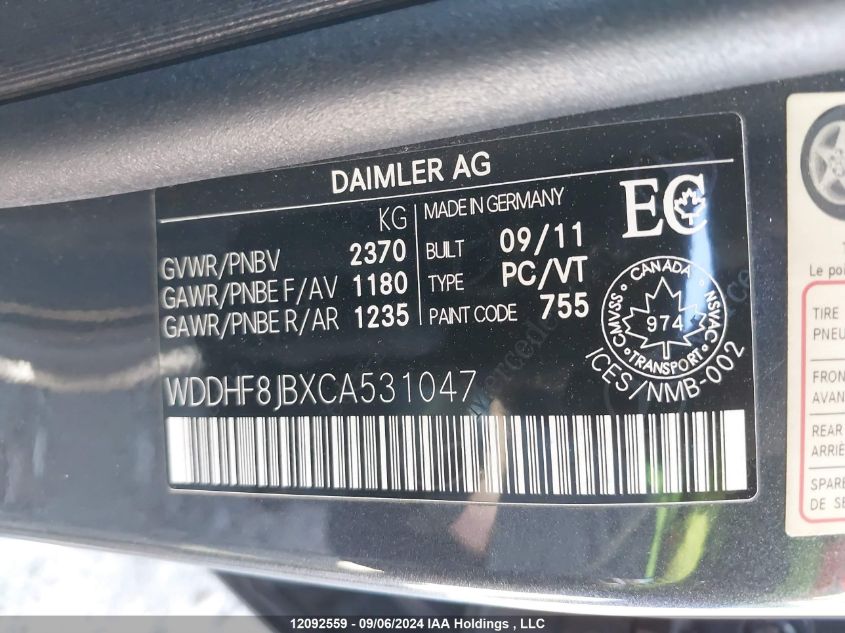 DAIMLER AG
KG
GVWR/PNBV 2370
GAWR/PNBE F/AV 1180
GAWR/PNBE R/AR 1235
MADE IN GERMANY
BUILT 09/11
TYPE PC/VT
PAINT CODE 755
EC
CANADA
CMVSS NSVAC
974
TRANSPORT
ICES/NMB-002
WDDHF8JBXCA531047
Le poi
TIRE
PNEU
FRON
AVAN
REAR
ARRIÈ
SPARE
DE SE
12092559 - 09/06/2024 IAA Holdings , LLC